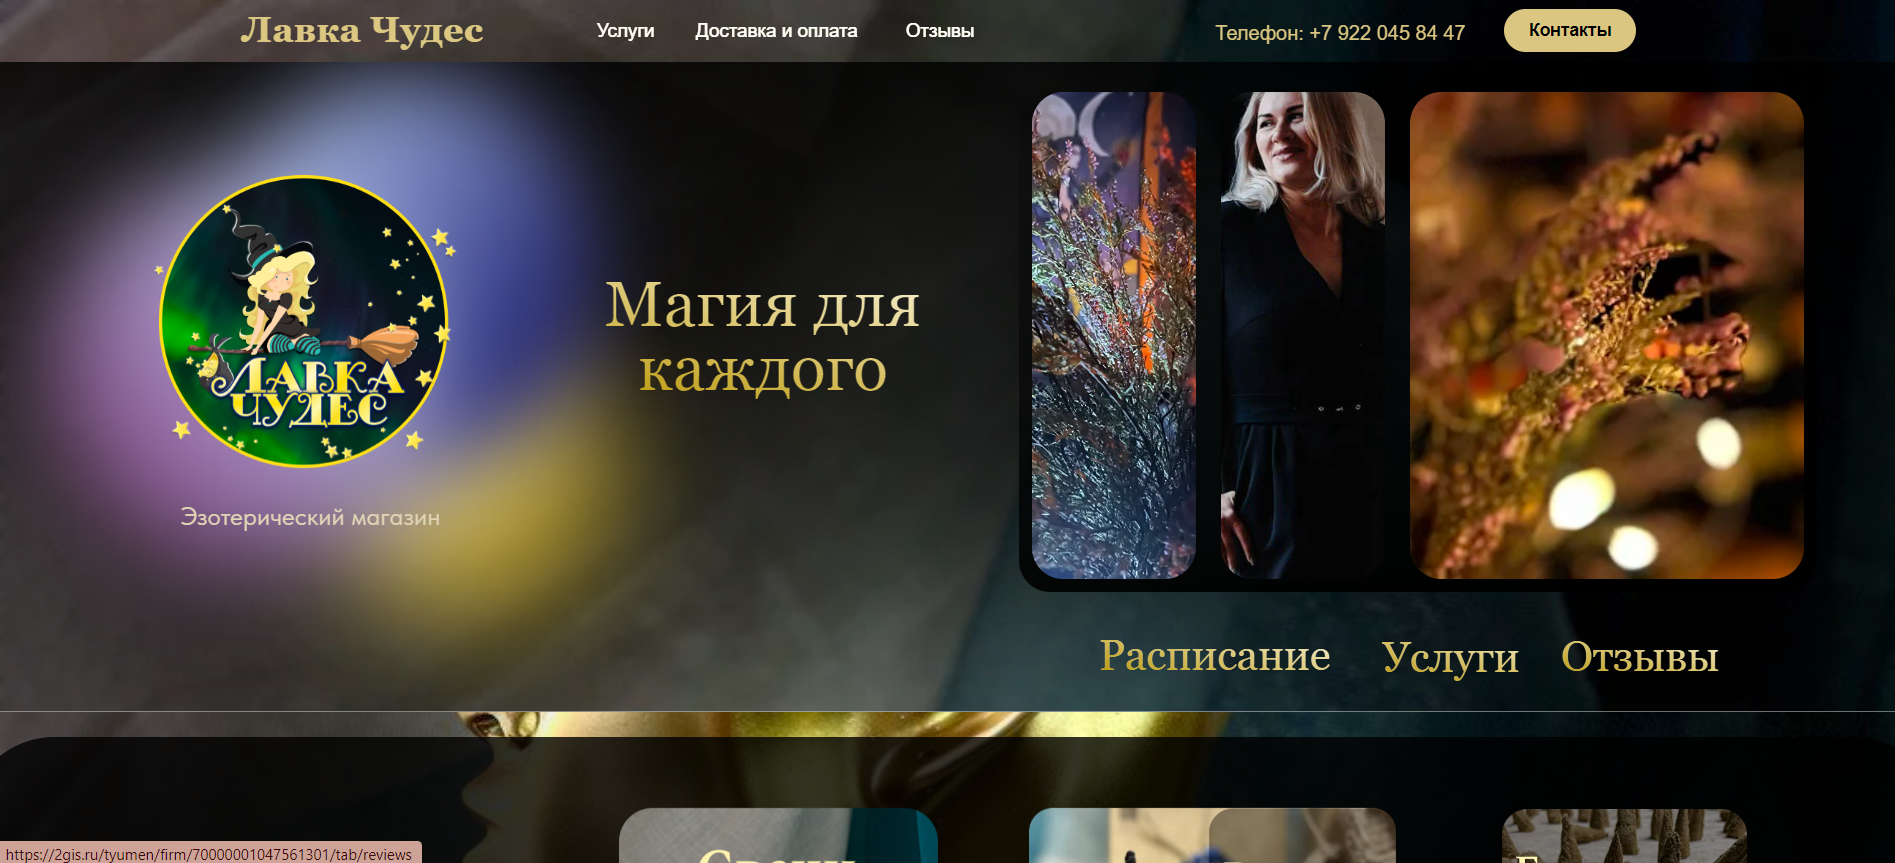 Лавка Чудес
Услуги
Доставка и оплата
Отзывы
Телефон: +7 922 045 84 47
Контакты
ЛАВКА
ЧУДЕС
Эзотерический магазин
Магия для
каждого
Расписание
Услуги
Отзывы
https://2gis.ru/tyumen/firm/70000001047561301/tab/reviews